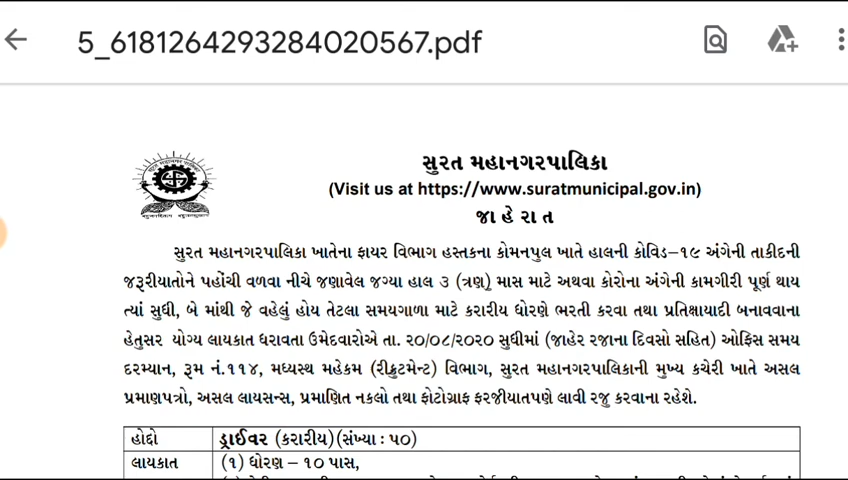 5_6181264293284020567.pdf
સુરત મહાનગરપાલિકા
(Visit us at https://www.suratmunicipal.gov.in)
જા હે રા ત
સુરત મહાનગરપાલિકા ખાતેના ફાયર વિભાગ હસ્તકના કોમનપુલ ખાતે હાલની કોવિડ-૧૯ અંગેની તાકીદની
જરૂરીયાતોને પહોંચી વળવા નીચે જણાવેલ જગ્યા હાલ ૩ (ત્રણ) માસ માટે અથવા કોરોના અંગેની કામગીરી પૂર્ણ થાય
ત્યાં સુધી, બે માંથી જે વહેલું હોય તેટલા સમયગાળા માટે કરારીય ધોરણે ભરતી કરવા તથા પ્રતિક્ષાયાદી બનાવવાના
હેતુસર યોગ્ય લાયકાત ધરાવતા ઉમેદવારોએ તા. ૨૦/૦૮/૨૦૨૦ સુધીમાં (જાહેર રજાના દિવસો સહિત) ઓફિસ સમય
દરમ્યાન, રૂમ નં.૧૧૪, મધ્યસ્થ મહેકમ (રીક્રુટમેન્ટ) વિભાગ, સુરત મહાનગરપાલિકાની મુખ્ય કચેરી ખાતે અસલ
પ્રમાણપત્રો, અસલ લાયસન્સ, પ્રમાણિત નકલો તથા ફોટોગ્રાફ ફરજીયાતપણે લાવી રજુ કરવાના રહેશે.
હોદ્દો ડ્રાઈવર (કરારીય)(સંખ્યા : ૫૦)
લાયકાત (૧) ધોરણ – ૧૦ પાસ,